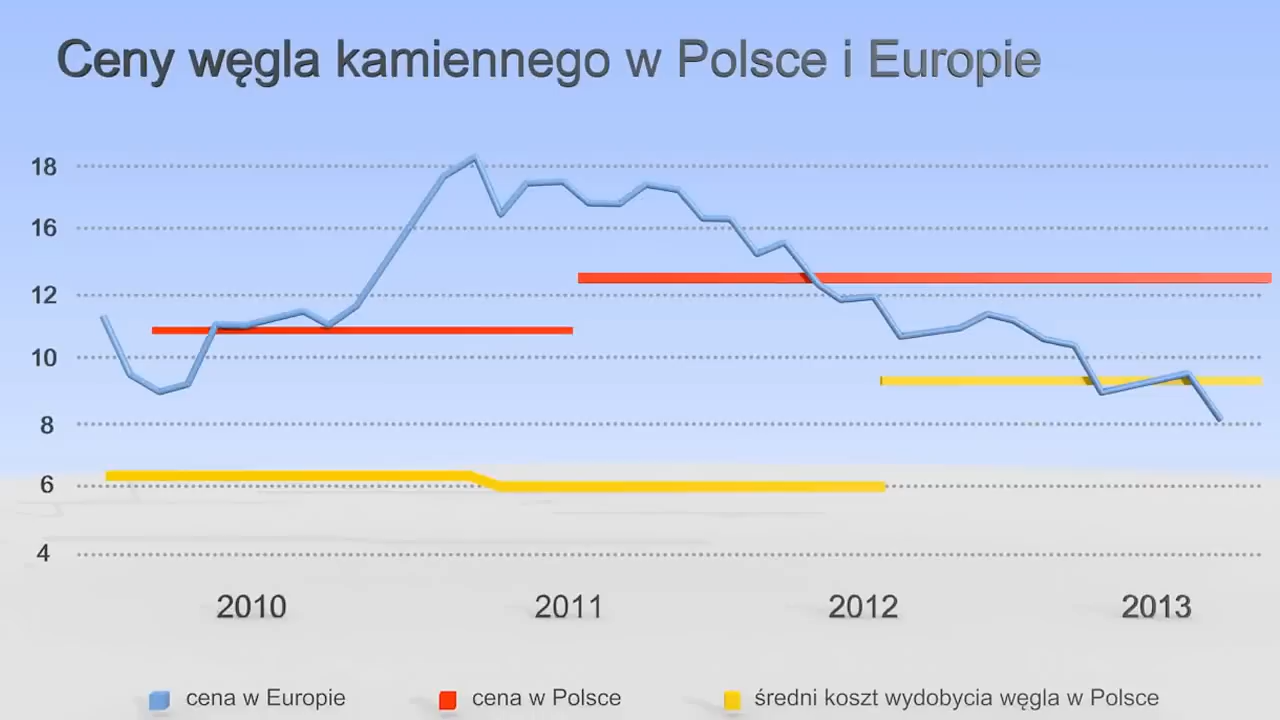 Ceny węgla kamiennego w Polsce i Europie
18
16
12
10
8
6
4
2010 2011 2012 2013
cena w Europie cena w Polsce średni koszt wydobycia węgla w Polsce